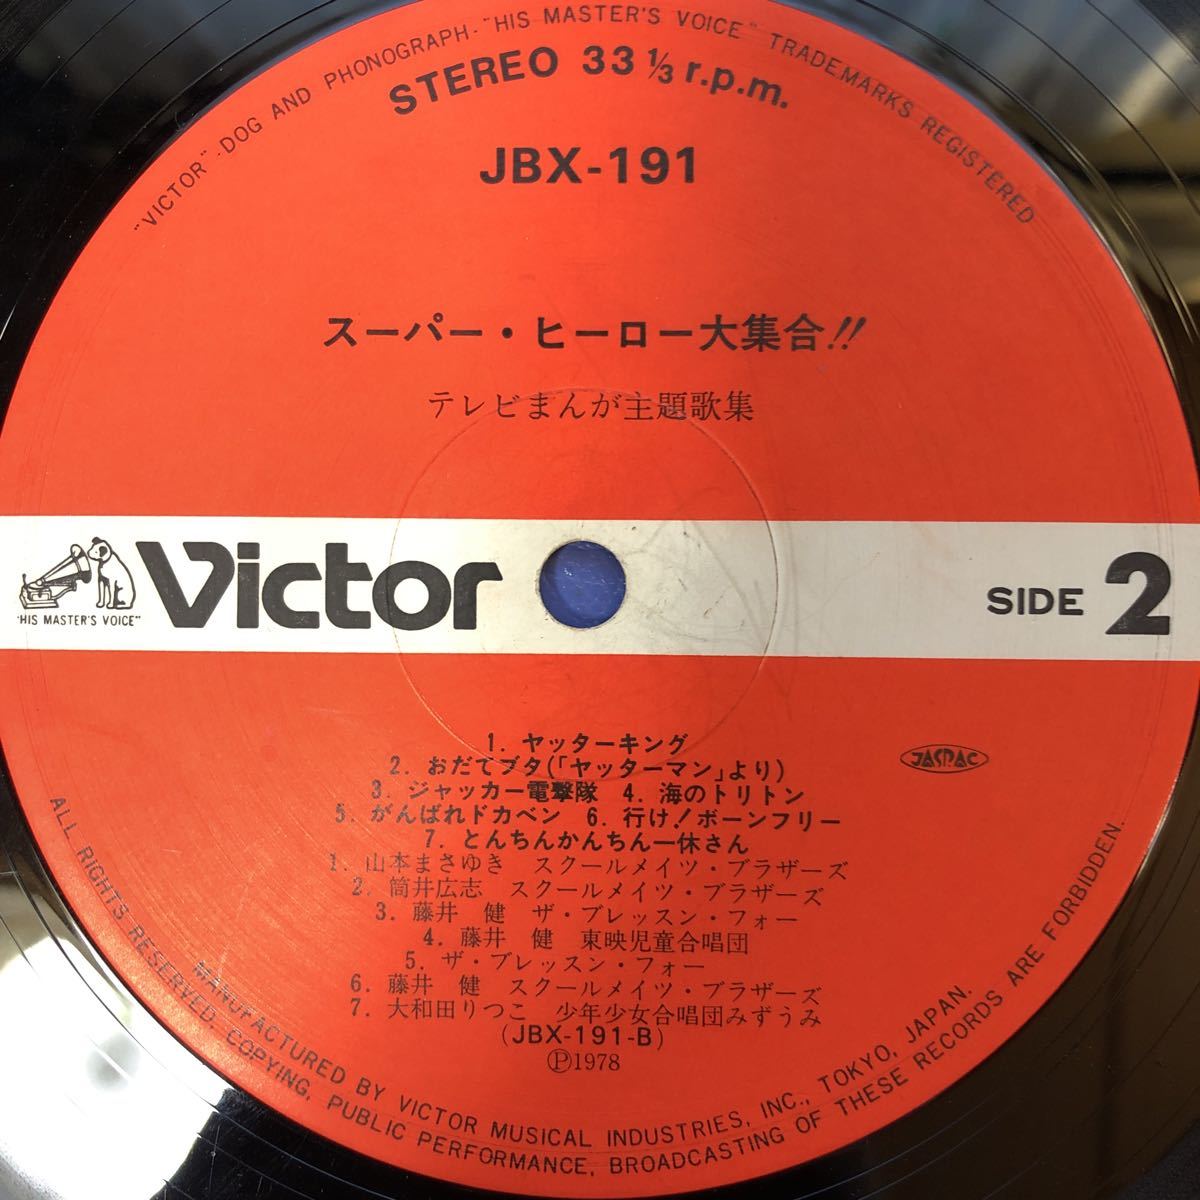 "VICTOR"-DOG AND PHONOGRAPH-"HIS MASTER'S VOICE" TRADEMARKS REGISTERED
STEREO 33 ⅓ r.p.m.
JBX-191
スーパー・ヒーロー大集合!!
テレビまんが主題歌集
Victor
"HIS MASTER'S VOICE"
SIDE 2
1. ヤッターキング
2. おだてブタ(「ヤッターマン」より)
3. ジャッカー電撃隊 4. 海のトリトン
5. がんばれドカベン 6. 行け!ボーンフリー
7. とんちんかんちん一休さん
JASRAC
1. 山本まさゆき スクールメイツ・ブラザーズ
2. 筒井広志 スクールメイツ・ブラザーズ
3. 藤井 健 ザ・ブレッスン・フォー
4. 藤井 健 東映児童合唱団
5. ザ・ブレッスン・フォー
6. 藤井 健 スクールメイツ・ブラザーズ
7. 大和田りつこ 少年少女合唱団みずうみ
(JBX-191-B)
Ⓟ1978
MANUFACTURED BY VICTOR MUSICAL INDUSTRIES, INC., TOKYO, JAPAN.
ALL RIGHTS RESERVED. COPYING, PUBLIC PERFORMANCE, BROADCASTING OF THESE RECORDS ARE FORBIDDEN.